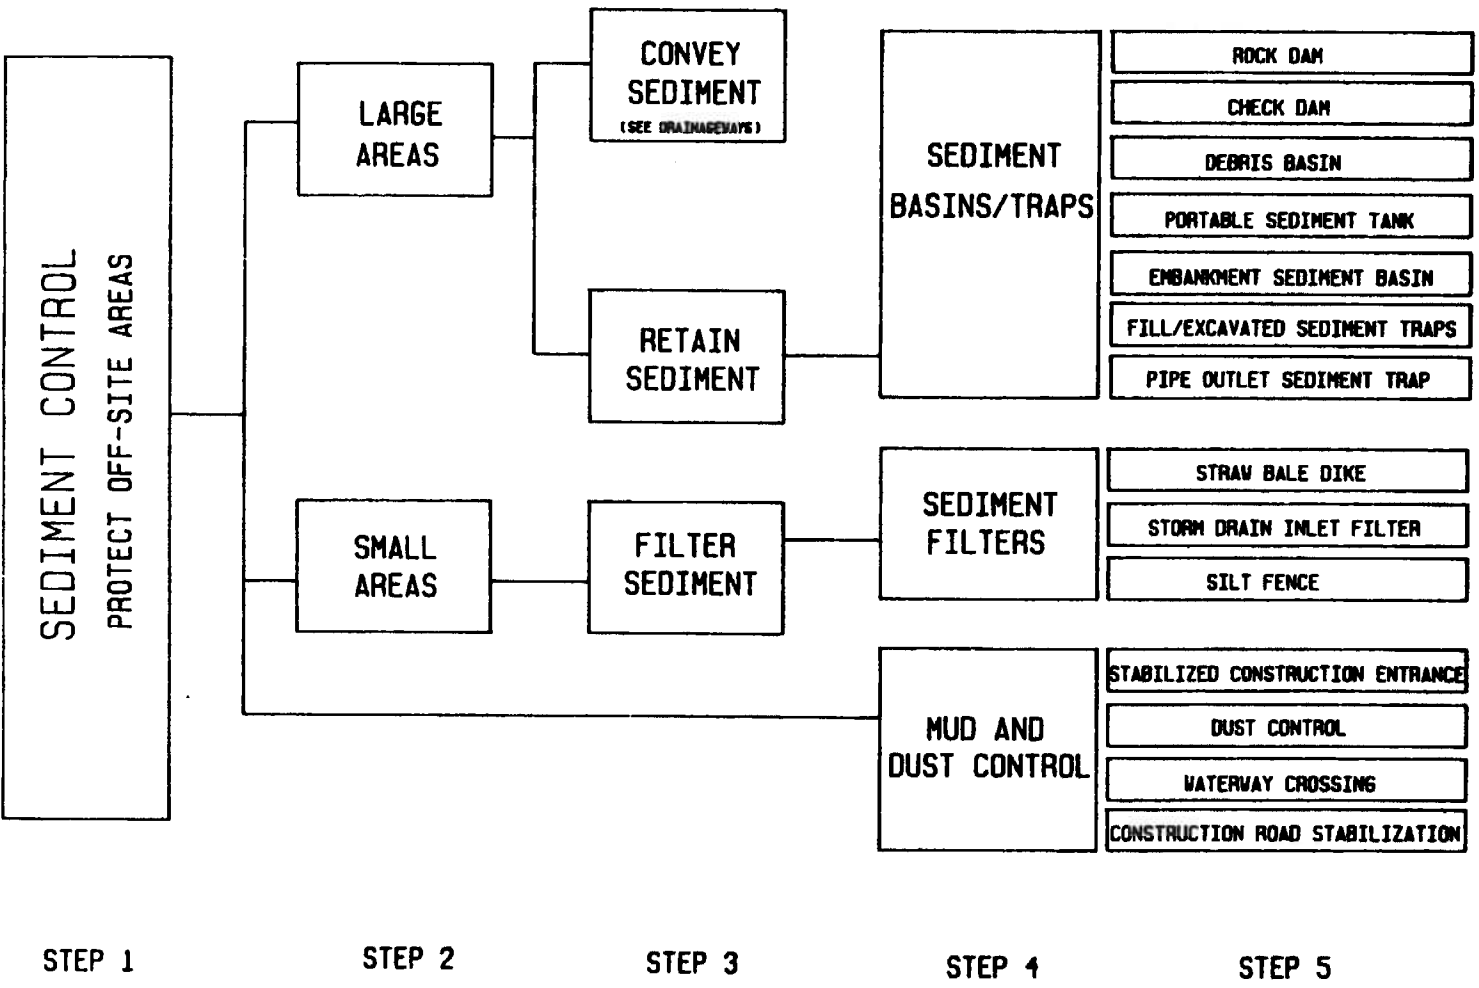 SEDIMENT CONTROL
PROTECT OFF-SITE AREAS
LARGE
AREAS
SMALL
AREAS
CONVEY
SEDIMENT
(SEE DRAINAGEWAYS)
RETAIN
SEDIMENT
FILTER
SEDIMENT
SEDIMENT
BASINS/TRAPS
SEDIMENT
FILTERS
MUD AND
DUST CONTROL
ROCK DAM
CHECK DAM
DEBRIS BASIN
PORTABLE SEDIMENT TANK
EMBANKMENT SEDIMENT BASIN
FILL/EXCAVATED SEDIMENT TRAPS
PIPE OUTLET SEDIMENT TRAP
STRAW BALE DIKE
STORM DRAIN INLET FILTER
SILT FENCE
STABILIZED CONSTRUCTION ENTRANCE
DUST CONTROL
WATERWAY CROSSING
CONSTRUCTION ROAD STABILIZATION
STEP 1
STEP 2
STEP 3
STEP 4
STEP 5